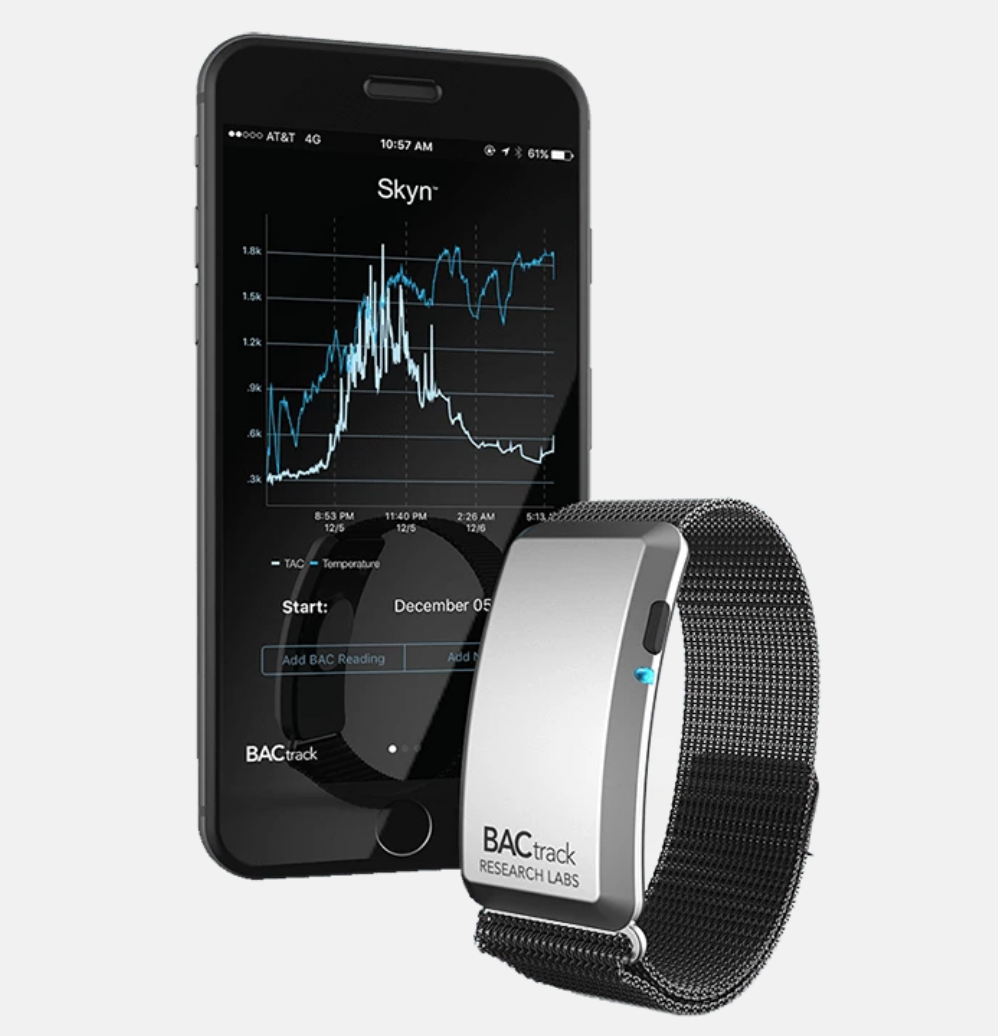 AT&T 4G 10:57 AM 61%
Skyn™
1.8k
1.5k
1.2k
.9k
.6k
.3k
8:53 PM 11:40 PM 2:26 AM 5:13
12/5 12/5 12/6
TAC Temperature
Start: December 05
Add BAC Reading Add
BACtrack
BACtrack
RESEARCH LABS